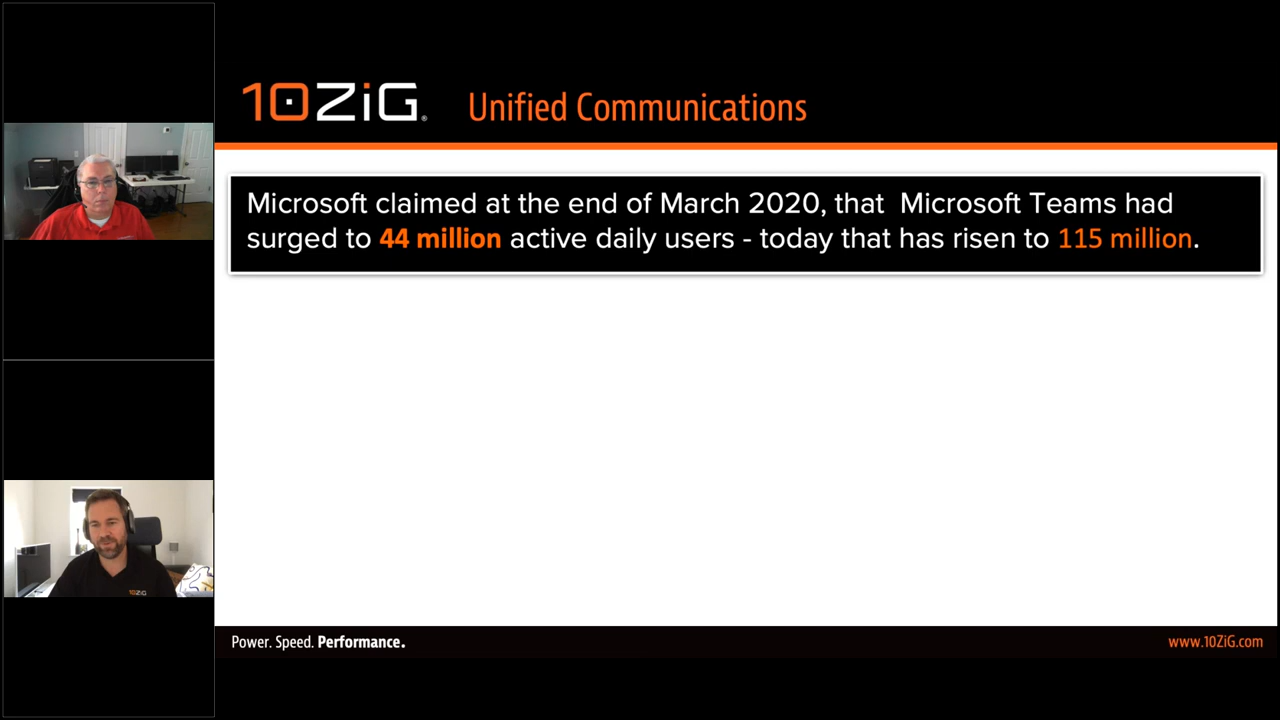 10ZiG® Unified Communications
Microsoft claimed at the end of March 2020, that Microsoft Teams had
surged to 44 million active daily users - today that has risen to 115 million.
10ZiG
Power. Speed. Performance. www.10ZiG.com